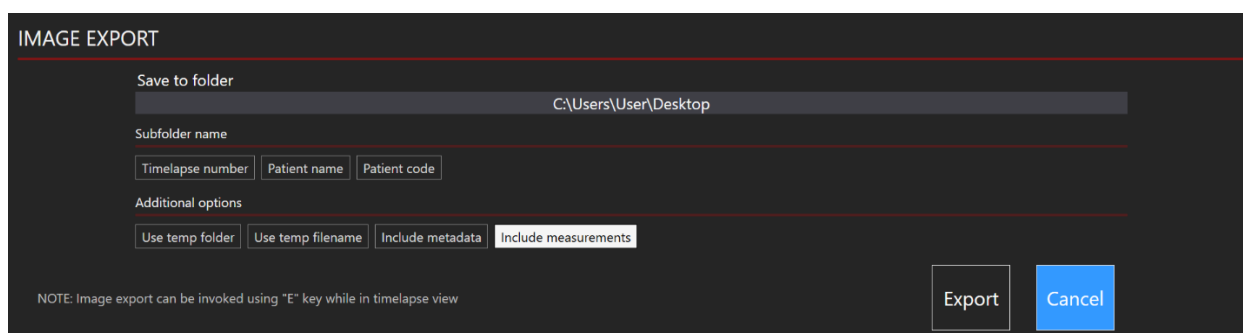 IMAGE EXPORT
Save to folder
C:\Users\User\Desktop
Subfolder name
Timelapse number Patient name Patient code
Additional options
Use temp folder Use temp filename Include metadata Include measurements
NOTE: Image export can be invoked using "E" key while in timelapse view
Export Cancel